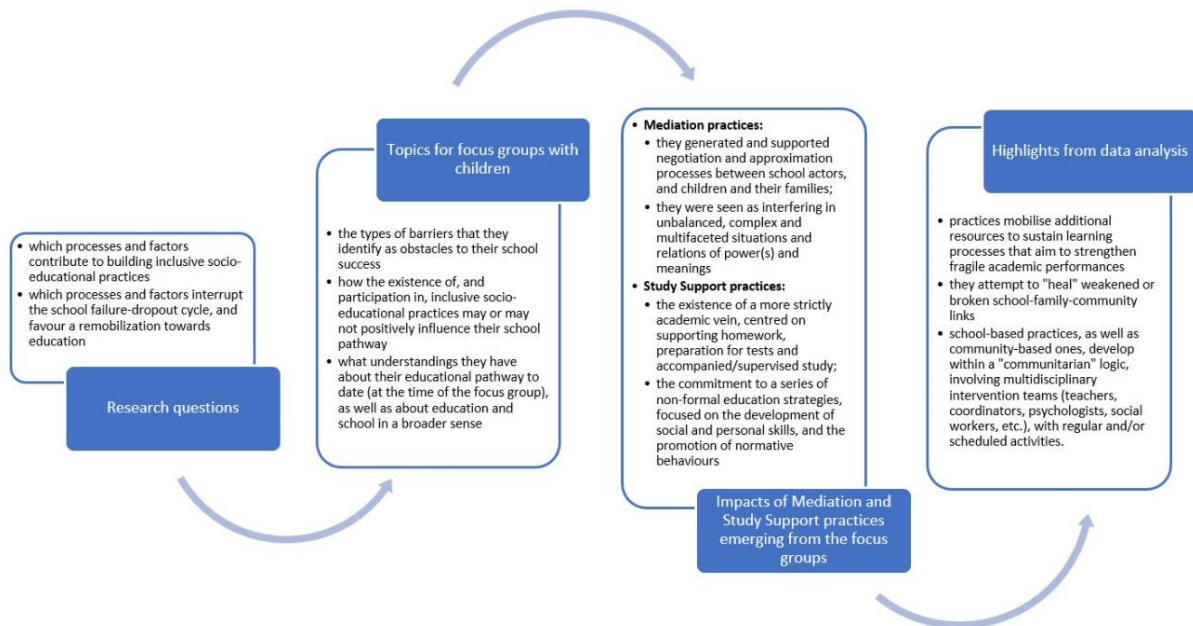 • which processes and factors
contribute to building inclusive socio-
educational practices
• which processes and factors interrupt
the school failure-dropout cycle, and
favour a remobilization towards
education
Research questions
Topics for focus groups with
children
• the types of barriers that they
identify as obstacles to their school
success
• how the existence of, and
participation in, inclusive socio-
educational practices may or may
not positively influence their school
pathway
• what understandings they have
about their educational pathway to
date (at the time of the focus group),
as well as about education and
school in a broader sense
• Mediation practices:
• they generated and supported
negotiation and approximation
processes between school actors,
and children and their families;
• they were seen as interfering in
unbalanced, complex and
multifaceted situations and
relations of power(s) and
meanings
• Study Support practices:
• the existence of a more strictly
academic vein, centred on
supporting homework,
preparation for tests and
accompanied/supervised study;
• the commitment to a series of
non-formal education strategies,
focused on the development of
social and personal skills, and the
promotion of normative
behaviours
Impacts of Mediation and
Study Support practices
emerging from the focus
groups
Highlights from data analysis
• practices mobilise additional
resources to sustain learning
processes that aim to strengthen
fragile academic performances
• they attempt to "heal" weakened or
broken school-family-community
links
• school-based practices, as well as
community-based ones, develop
within a "communitarian" logic,
involving multidisciplinary
intervention teams (teachers,
coordinators, psychologists, social
workers, etc.), with regular and/or
scheduled activities.